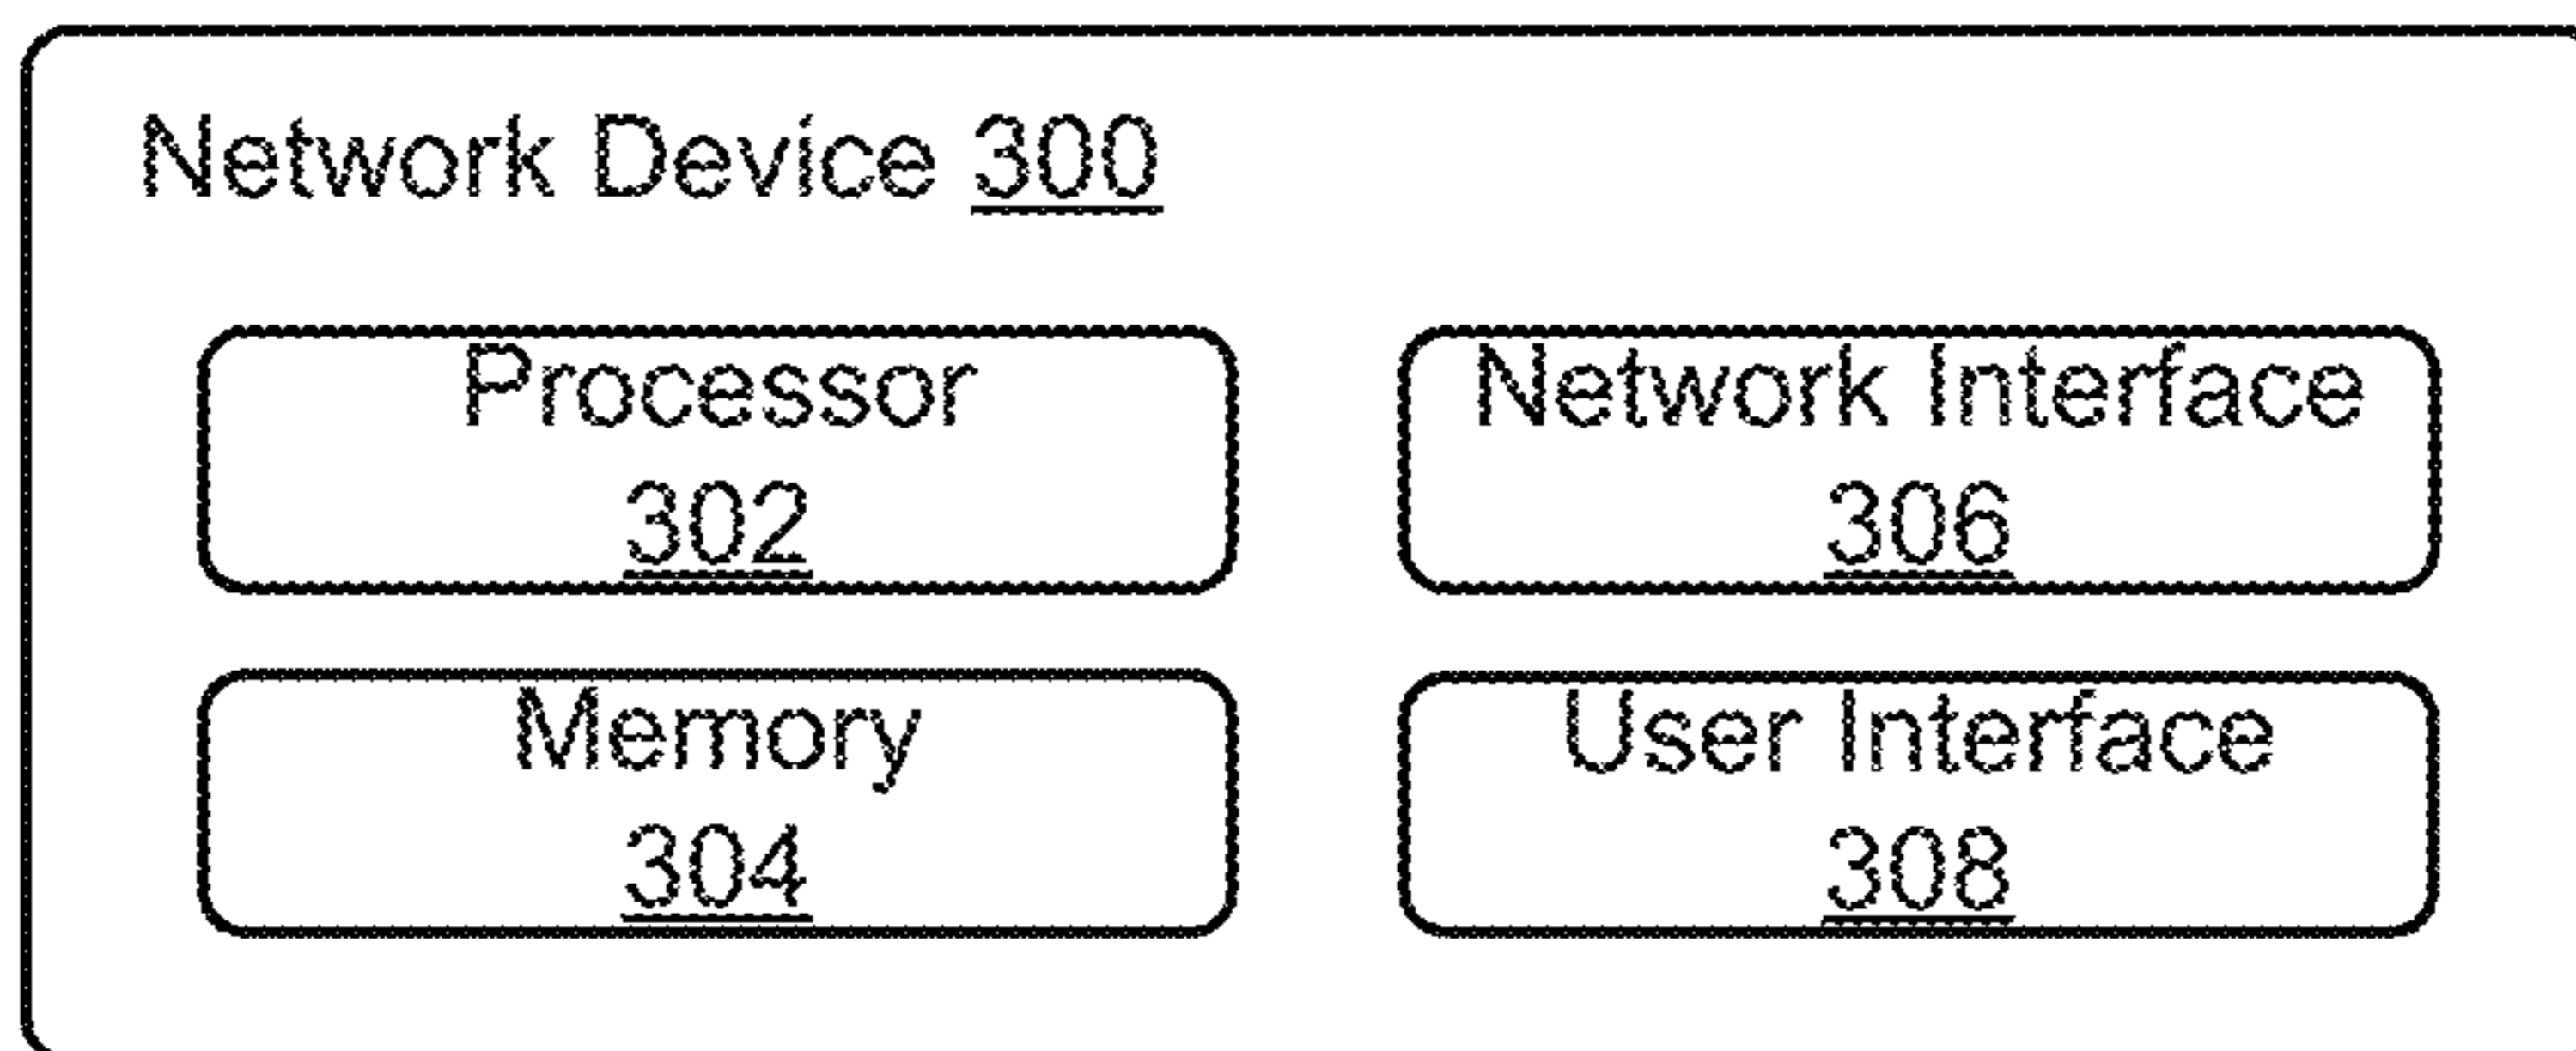 Network Device 300
Processor
302
Network Interface
306
Memory
304
User Interface
308